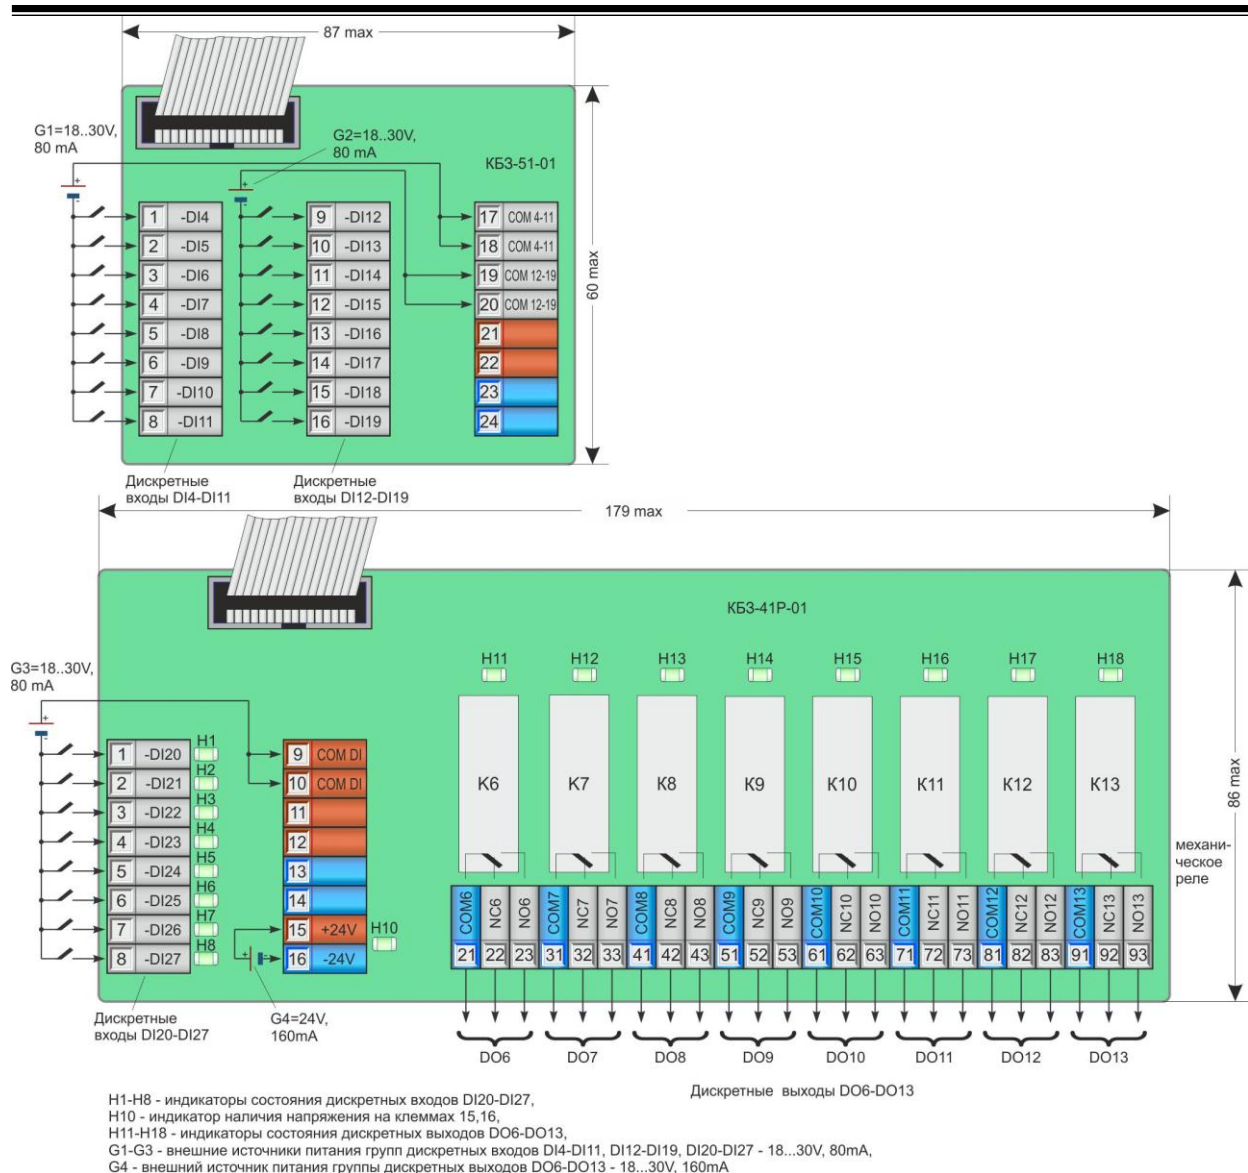 87 max
G1=18..30V,
80 mA
G2=18..30V,
80 mA
КБЗ-51-01
+
-
+
-
1 -DI4
2 -DI5
3 -DI6
4 -DI7
5 -DI8
6 -DI9
7 -DI10
8 -DI11
9 -DI12
10 -DI13
11 -DI14
12 -DI15
13 -DI16
14 -DI17
15 -DI18
16 -DI19
17 COM 4-11
18 COM 4-11
19 COM 12-19
20 COM 12-19
21
22
23
24
60 max
Дискретные
входы DI4-DI11
Дискретные
входы DI12-DI19
179 max
КБЗ-41Р-01
G3=18..30V,
80 mA
+
-
1 -DI20 H1
2 -DI21 H2
3 -DI22 H3
4 -DI23 H4
5 -DI24 H5
6 -DI25 H6
7 -DI26 H7
8 -DI27 H8
9 COM DI
10 COM DI
11
12
13
14
15 +24V H10
16 -24V
+
-
H11 H12 H13 H14 H15 H16 H17 H18
K6 K7 K8 K9 K10 K11 K12 K13
механи-
ческое
реле
86 max
COM6 NC6 NO6 COM7 NC7 NO7 COM8 NC8 NO8 COM9 NC9 NO9 COM10 NC10 NO10 COM11 NC11 NO11 COM12 NC12 NO12 COM13 NC13 NO13
21 22 23 31 32 33 41 42 43 51 52 53 61 62 63 71 72 73 81 82 83 91 92 93
DO6 DO7 DO8 DO9 DO10 DO11 DO12 DO13
Дискретные
входы DI20-DI27
G4=24V,
160mA
Дискретные выходы DO6-DO13
H1-H8 - индикаторы состояния дискретных входов DI20-DI27,
H10 - индикатор наличия напряжения на клеммах 15,16,
H11-H18 - индикаторы состояния дискретных выходов DO6-DO13,
G1-G3 - внешние источники питания групп дискретных входов DI4-DI11, DI12-DI19, DI20-DI27 - 18...30V, 80mA,
G4 - внешний источник питания группы дискретных выходов DO6-DO13 - 18...30V, 160mA